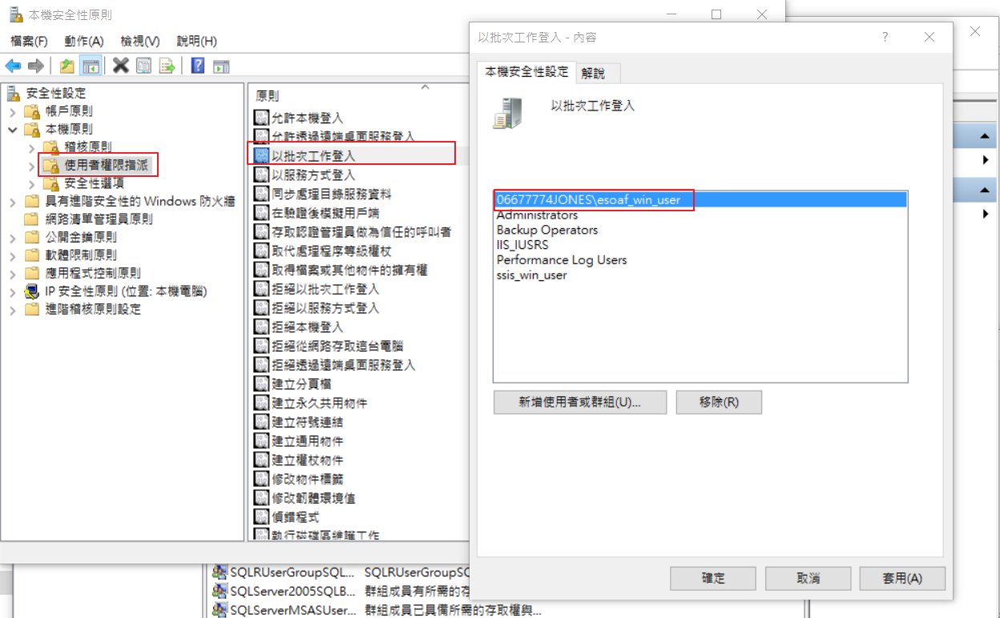 本機安全性原則
檔案(F) 動作(A) 檢視(V) 說明(H)
安全性設定
帳戶原則
本機原則
稽核原則
使用者權限指派
安全性選項
具有進階安全性的 Windows 防火牆
網路清單管理員原則
公開金鑰原則
軟體限制原則
應用程式控制原則
IP 安全性原則 (位置: 本機電腦)
進階稽核原則設定
原則
允許本機登入
允許透過遠端桌面服務登入
以批次工作登入
以服務方式登入
同步處理目錄服務資料
在驗證後模擬用戶端
存取認證管理員做為信任的呼叫者
取代處理程序等級權杖
取得檔案或其他物件的擁有權
拒絕以批次工作登入
拒絕以服務方式登入
拒絕本機登入
拒絕從網路存取這台電腦
拒絕透過遠端桌面服務登入
建立分頁檔
建立永久共用物件
建立符號連結
建立通用物件
建立權杖物件
修改物件標籤
修改韌體環境值
偵錯程式
執行磁碟區維護工作
以批次工作登入 - 內容
本機安全性設定 解說
以批次工作登入
06677774JONES\esoaf_win_user
Administrators
Backup Operators
IIS_IUSRS
Performance Log Users
ssis_win_user
新增使用者或群組(U)... 移除(R)
確定 取消 套用(A)
SQLRUserGroupSQL... SQLRUserGroupSQ
SQLServer2005SQLB... 群組成員有所需的存
SQLServerMSASUser... 群組成員已具備所需的存取權與...